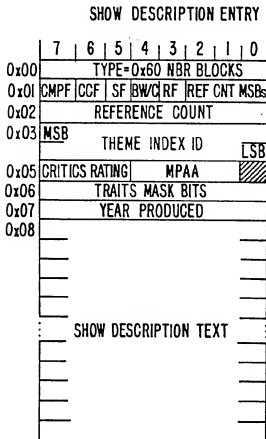 SHOW DESCRIPTION ENTRY
7 6 5 4 3 2 1 0
0x00 TYPE=0x60 NBR BLOCKS
0x01 CMPF CCF SF BW/C RF REF CNT MSBs
0x02 REFERENCE COUNT
0x03 MSB
THEME INDEX ID
LSB
0x05 CRITICS RATING MPAA
0x06 TRAITS MASK BITS
0x07 YEAR PRODUCED
0x08
SHOW DESCRIPTION TEXT